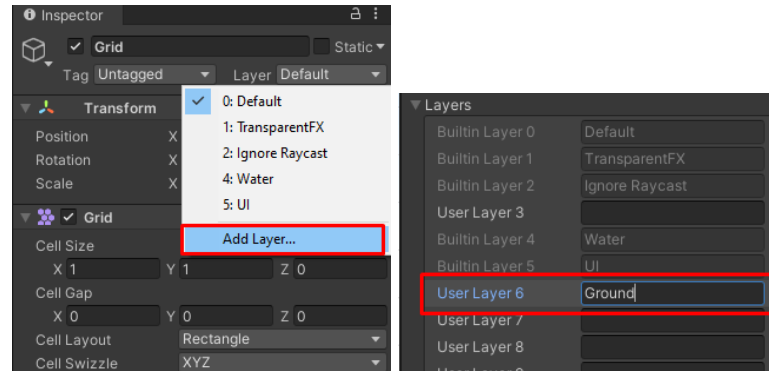 Inspector
Grid
Static
Tag Untagged Layer Default
Transform
Position X
Rotation X
Scale X
Grid
Cell Size
X 1 Y 1 Z 0
Cell Gap
X 0 Y 0 Z 0
Cell Layout Rectangle
Cell Swizzle XYZ
0: Default
1: TransparentFX
2: Ignore Raycast
4: Water
5: UI
Add Layer...
Layers
Builtin Layer 0 Default
Builtin Layer 1 TransparentFX
Builtin Layer 2 Ignore Raycast
User Layer 3
Builtin Layer 4 Water
Builtin Layer 5 UI
User Layer 6 Ground
User Layer 7
User Layer 8